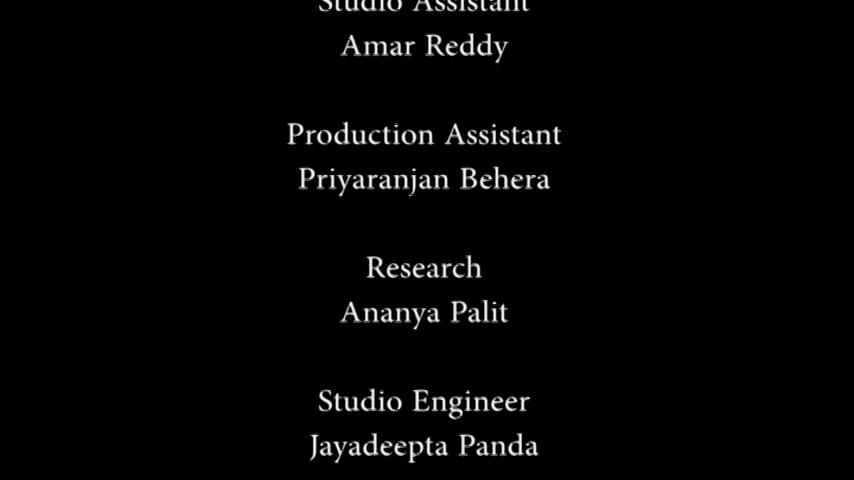 Studio Assistant
Amar Reddy
Production Assistant
Priyaranjan Behera
Research
Ananya Palit
Studio Engineer
Jayadeepta Panda